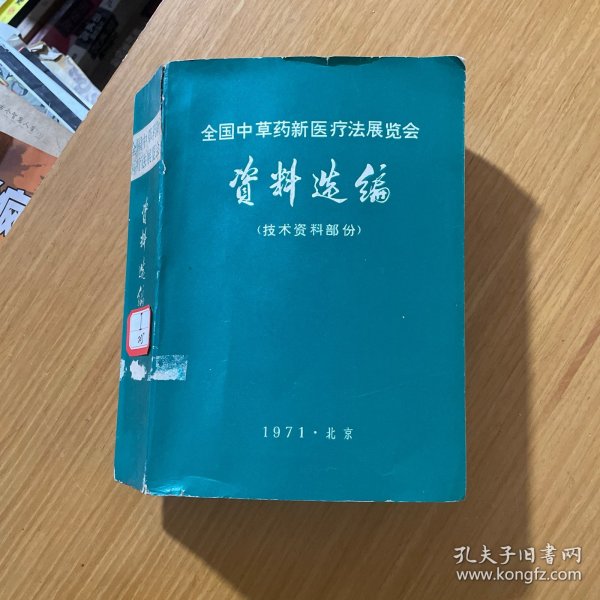 全国中草药新医疗法展览会
资料选编
(技术资料部份)
1971·北京
资料选编
1
孔夫子旧书网
www.kongfz.com